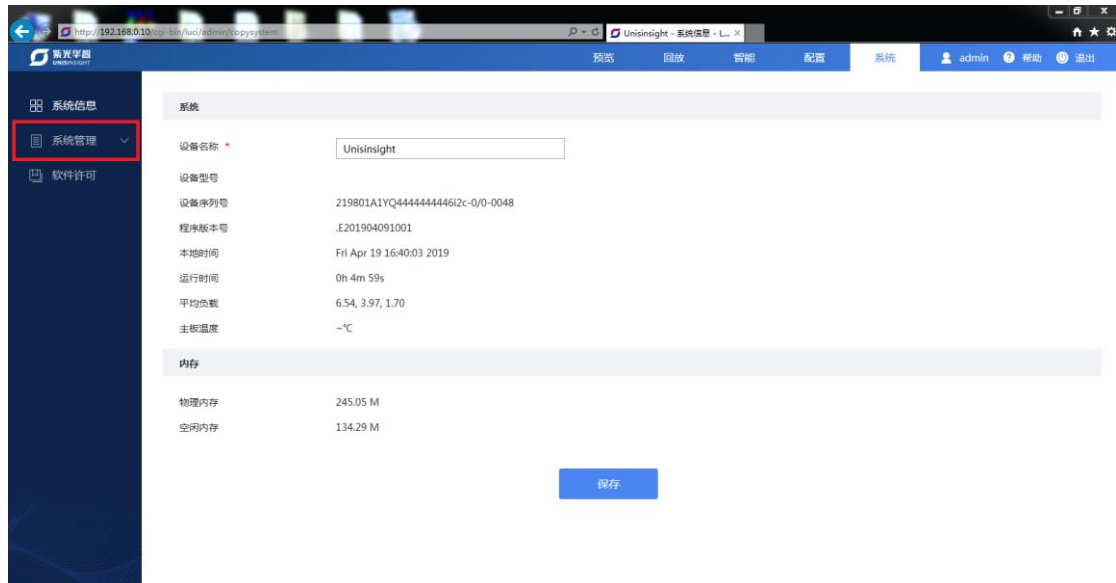 http://192.168.0.10/cgi-bin/luci/admin/copysystem
Unisinsight - 系统信息 - L...
紫光华智
UNISINSIGHT
预览 回放 智能 配置 系统 admin 帮助 退出
系统信息
系统管理
软件许可
系统
设备名称 * Unisinsight
设备型号
设备序列号 219801A1YQ4444444446i2c-0/0-0048
程序版本号 .E201904091001
本地时间 Fri Apr 19 16:40:03 2019
运行时间 0h 4m 59s
平均负载 6.54, 3.97, 1.70
主板温度 ~℃
内存
物理内存 245.05 M
空闲内存 134.29 M
保存